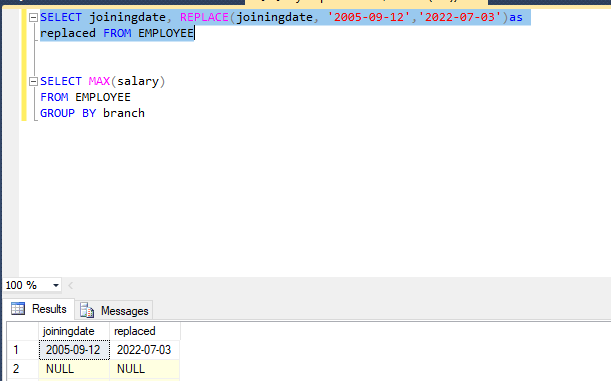 SELECT joiningdate, REPLACE(joiningdate, '2005-09-12','2022-07-03')as
replaced FROM EMPLOYEE
SELECT MAX(salary)
FROM EMPLOYEE
GROUP BY branch
100 %
Results Messages
joiningdate replaced
1 2005-09-12 2022-07-03
2 NULL NULL